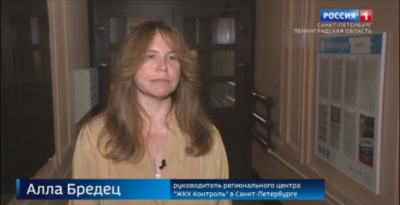 РОССИЯ 1
САНКТ-ПЕТЕРБУРГ
ЛЕНИНГРАДСКАЯ ОБЛАСТЬ
Алла Бредец
руководитель регионального центра
"ЖКХ Контроль" в Санкт-Петербурге